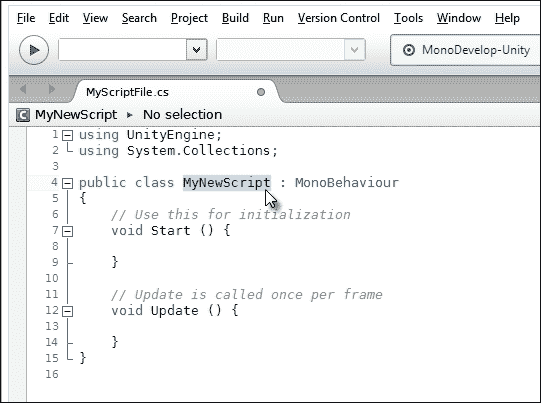 File Edit View Search Project Build Run Version Control Tools Window Help
MonoDevelop-Unity
MyScriptFile.cs
MyNewScript ▸ No selection
1 using UnityEngine;
2 using System.Collections;
3
4 public class MyNewScript : MonoBehaviour
5 {
6     // Use this for initialization
7     void Start () {
8
9     }
10
11     // Update is called once per frame
12     void Update () {
13
14     }
15 }
16